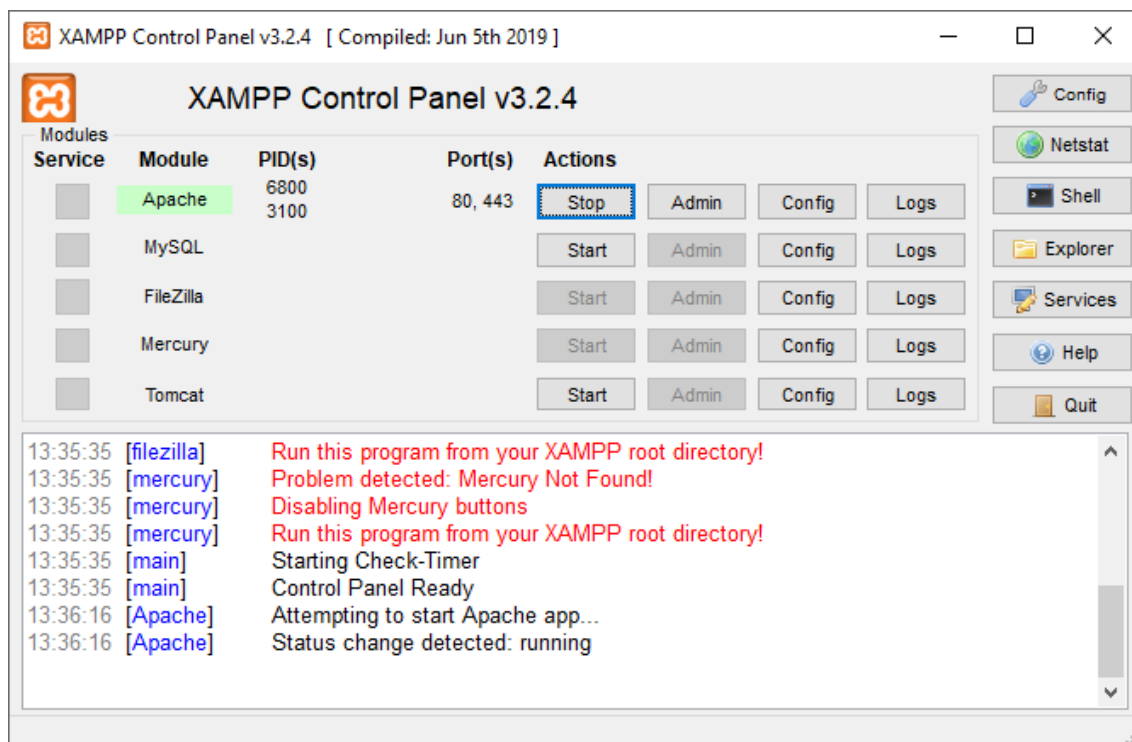 XAMPP Control Panel v3.2.4 [ Compiled: Jun 5th 2019 ]
XAMPP Control Panel v3.2.4
Config
Modules
Service Module PID(s) Port(s) Actions
Netstat
Apache 6800 3100 80, 443 Stop Admin Config Logs
Shell
MySQL Start Admin Config Logs
Explorer
FileZilla Start Admin Config Logs
Services
Mercury Start Admin Config Logs
Help
Tomcat Start Admin Config Logs
Quit
13:35:35 [filezilla] Run this program from your XAMPP root directory!
13:35:35 [mercury] Problem detected: Mercury Not Found!
13:35:35 [mercury] Disabling Mercury buttons
13:35:35 [mercury] Run this program from your XAMPP root directory!
13:35:35 [main] Starting Check-Timer
13:35:35 [main] Control Panel Ready
13:36:16 [Apache] Attempting to start Apache app...
13:36:16 [Apache] Status change detected: running